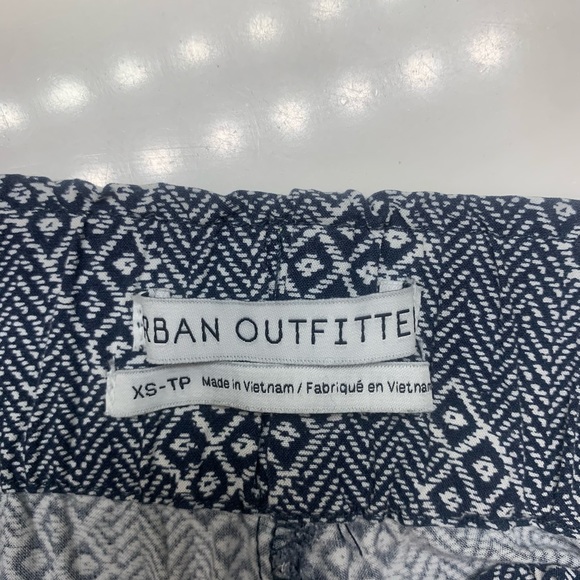 RBAN OUTFITTE
XS-TP Made in Vietnam / Fabriqué en Vietnam